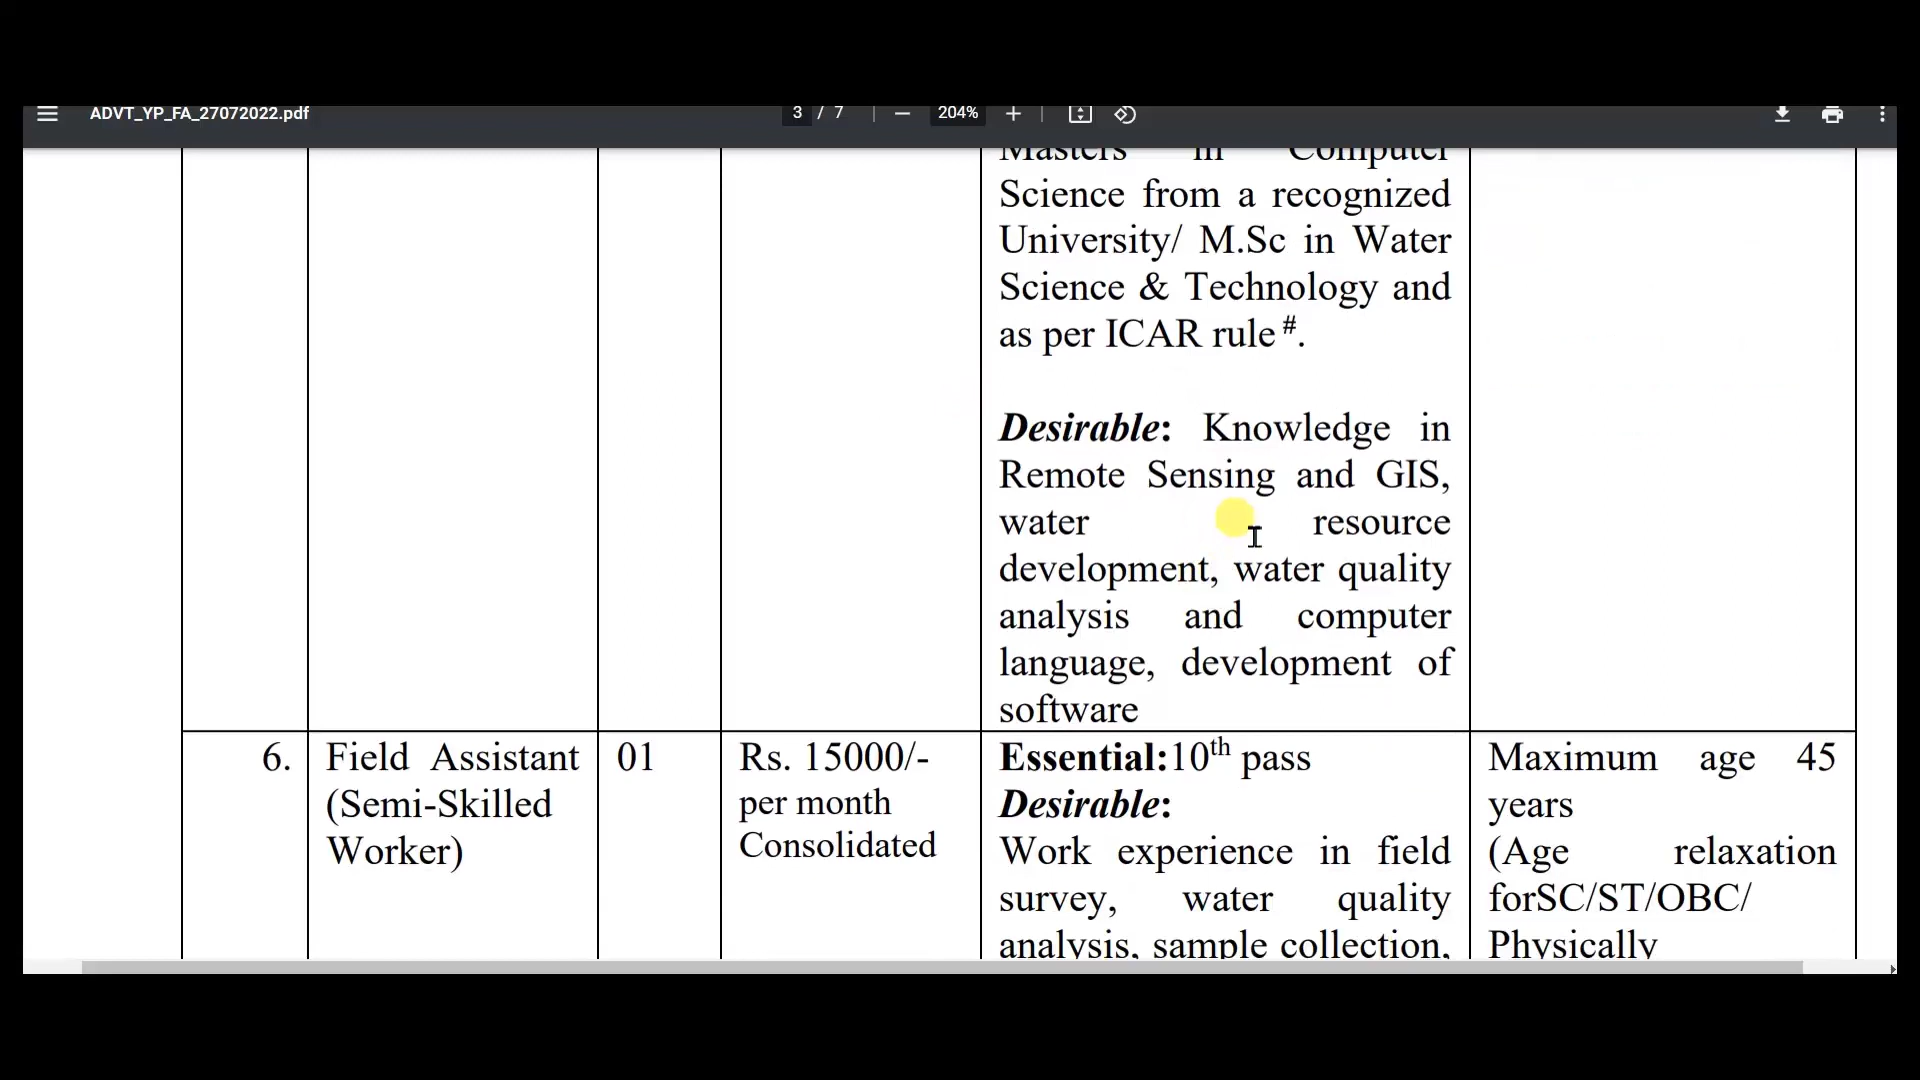 ADVT_YP_FA_27072022.pdf
3 / 7
204%
Masters in Computer
Science from a recognized
University/ M.Sc in Water
Science & Technology and
as per ICAR rule #.
Desirable: Knowledge in
Remote Sensing and GIS,
water resource
development, water quality
analysis and computer
language, development of
software
6.
Field Assistant
(Semi-Skilled
Worker)
01
Rs. 15000/-
per month
Consolidated
Essential:10th pass
Desirable:
Work experience in field
survey, water quality
analysis, sample collection,
Maximum age 45
years
(Age relaxation
forSC/ST/OBC/
Physically